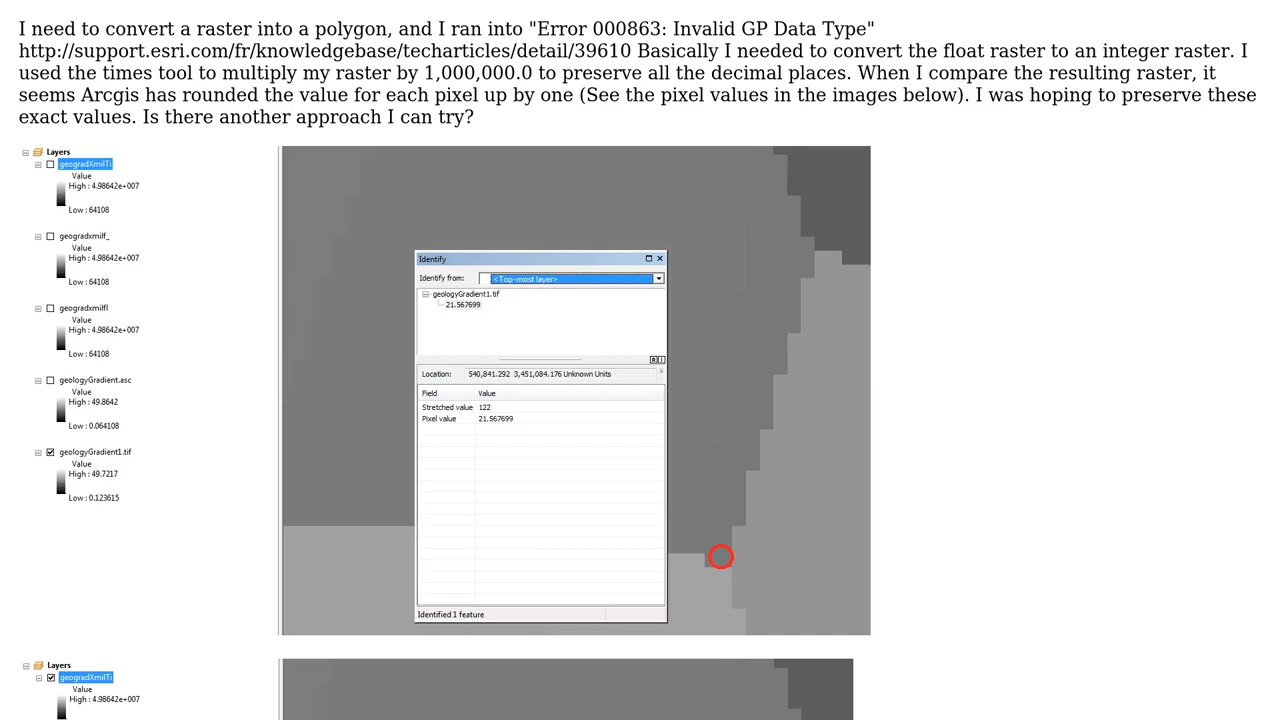 I need to convert a raster into a polygon, and I ran into "Error 000863: Invalid GP Data Type"
http://support.esri.com/fr/knowledgebase/techarticles/detail/39610 Basically I needed to convert the float raster to an integer raster. I
used the times tool to multiply my raster by 1,000,000.0 to preserve all the decimal places. When I compare the resulting raster, it
seems Arcgis has rounded the value for each pixel up by one (See the pixel values in the images below). I was hoping to preserve these
exact values. Is there another approach I can try?
Layers
geogradXmilTi
Value
High : 4.98642e+007
Low : 64108
geogradxmilf_
Value
High : 4.98642e+007
Low : 64108
geogradxmilfl
Value
High : 4.98642e+007
Low : 64108
geologyGradient.asc
Value
High : 49.8642
Low : 0.064108
geologyGradient1.tif
Value
High : 49.7217
Low : 0.123615
Identify
Identify from: <Top-most layer>
geologyGradient1.tif
21.567699
Location: 540,841.292 3,451,084.176 Unknown Units
Field Value
Stretched value 122
Pixel value 21.567699
Identified 1 feature
Layers
geogradXmilTi
Value
High : 4.98642e+007